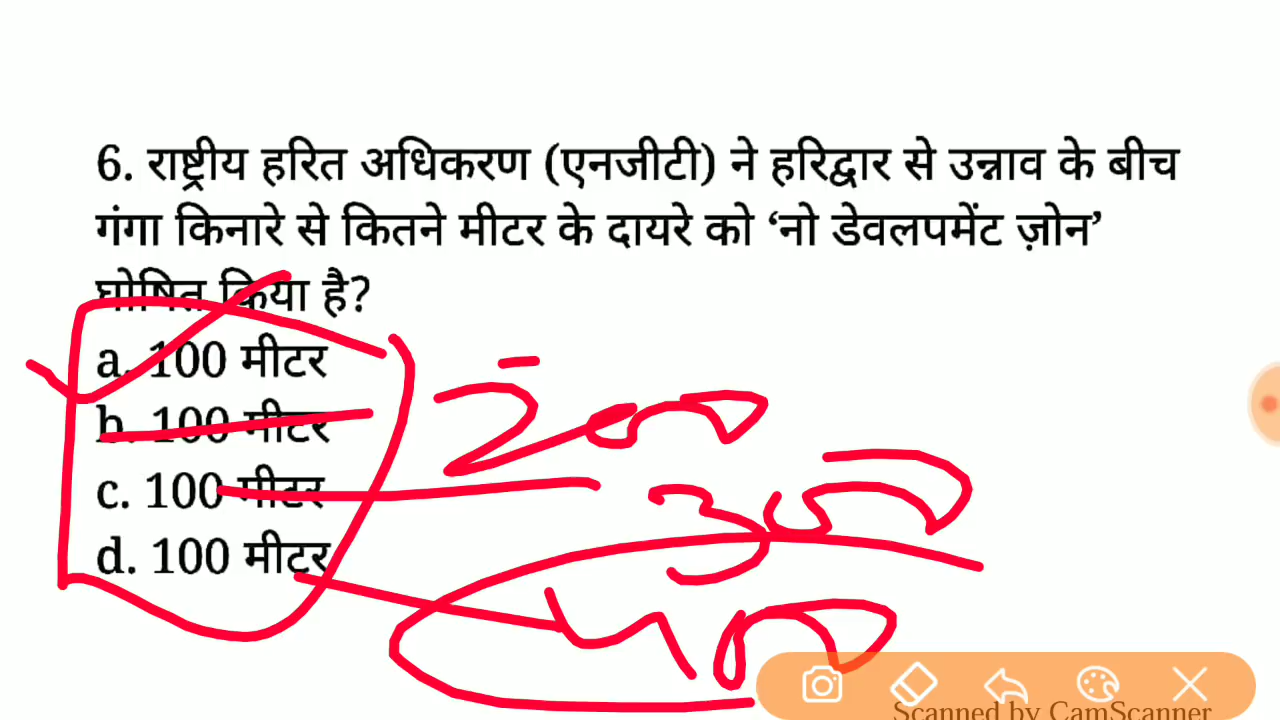 6. राष्ट्रीय हरित अधिकरण (एनजीटी) ने हरिद्वार से उन्नाव के बीच
गंगा किनारे से कितने मीटर के दायरे को ‘नो डेवलपमेंट ज़ोन’
घोषित किया है?
a. 100 मीटर
b. 100 मीटर
200
c. 100 मीटर
300
d. 100 मीटर
400
Scanned by CamScanner